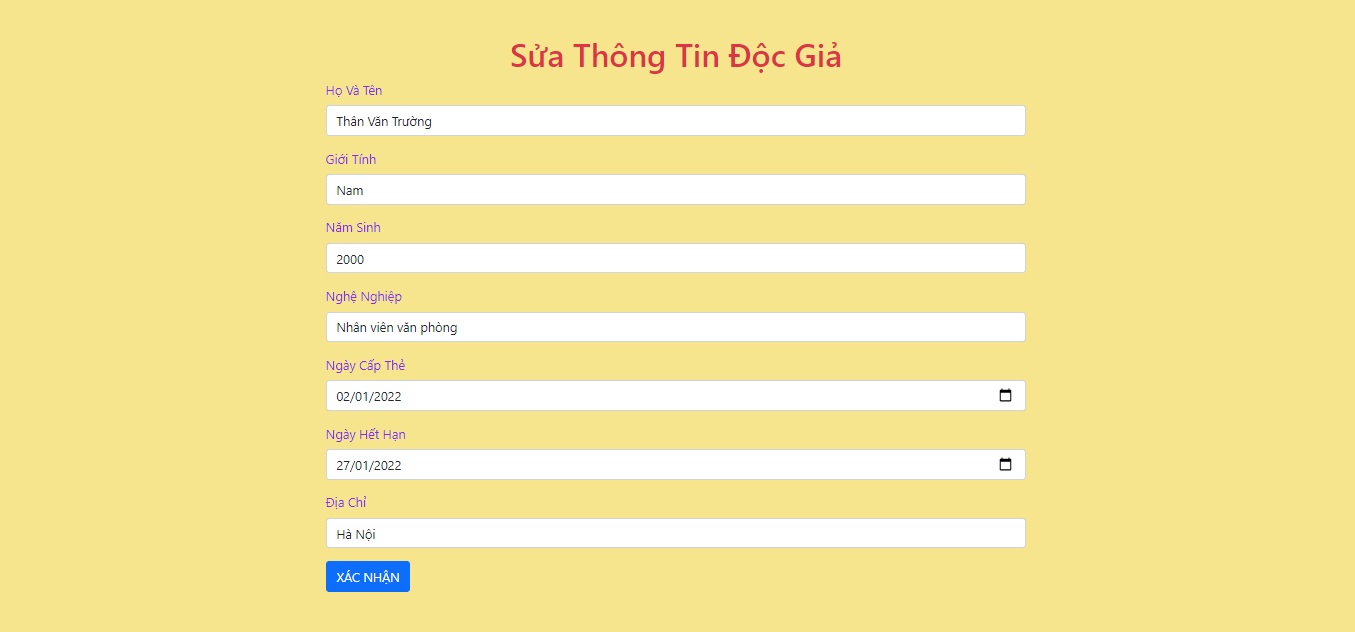 Sửa Thông Tin Độc Giả
Họ Và Tên
Thân Văn Trường
Giới Tính
Nam
Năm Sinh
2000
Nghệ Nghiệp
Nhân viên văn phòng
Ngày Cấp Thẻ
02/01/2022
Ngày Hết Hạn
27/01/2022
Địa Chỉ
Hà Nội
XÁC NHẬN